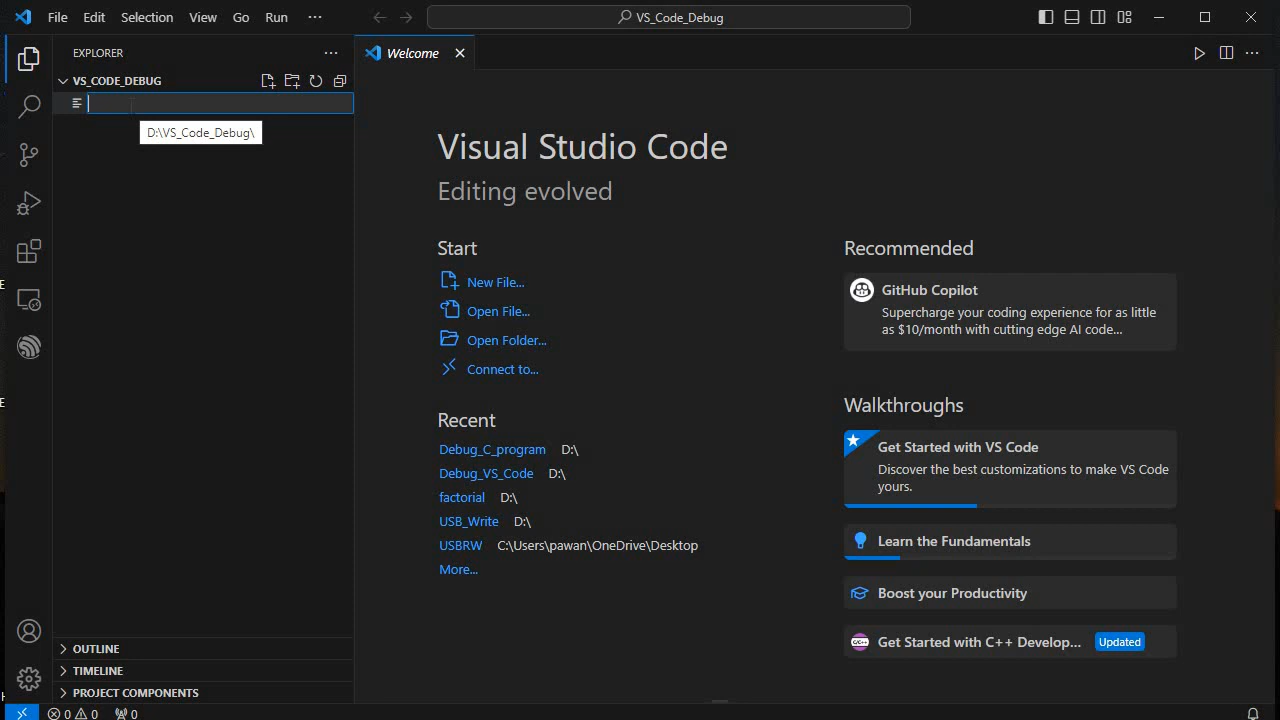 File Edit Selection View Go Run ··· VS_Code_Debug
EXPLORER ···
Welcome
VS_CODE_DEBUG
D:\VS_Code_Debug\
Visual Studio Code
Editing evolved
Start
New File...
Open File...
Open Folder...
Connect to...
Recent
Debug_C_program D:\
Debug_VS_Code D:\
factorial D:\
USB_Write D:\
USBRW C:\Users\pawan\OneDrive\Desktop
More...
Recommended
GitHub Copilot
Supercharge your coding experience for as little
as $10/month with cutting edge AI code...
Walkthroughs
Get Started with VS Code
Discover the best customizations to make VS Code
yours.
Learn the Fundamentals
Boost your Productivity
Get Started with C++ Develop... Updated
OUTLINE
TIMELINE
PROJECT COMPONENTS
0 0 0